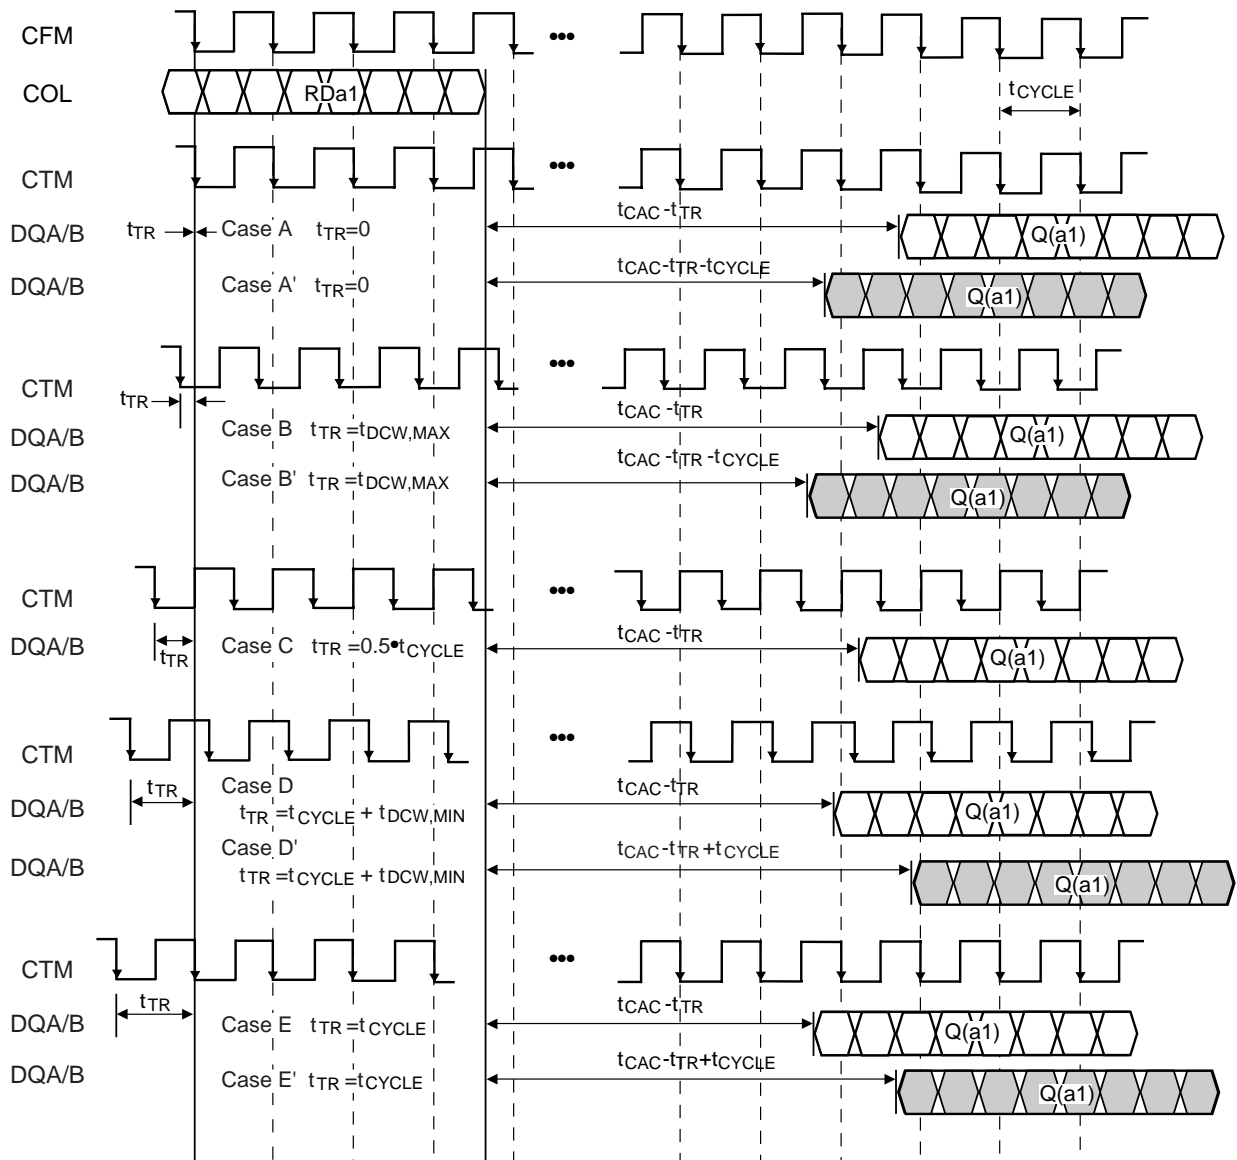 CFM
•••
COL
RDa1
tCYCLE
CTM
•••
DQA/B
tTR
Case A tTR=0
tCAC-tTR
Q(a1)
DQA/B
Case A' tTR=0
tCAC-tTR-tCYCLE
Q(a1)
CTM
•••
tTR
DQA/B
Case B tTR=tDCW,MAX
tCAC-tTR
Q(a1)
DQA/B
Case B' tTR=tDCW,MAX
tCAC-tTR-tCYCLE
Q(a1)
CTM
•••
DQA/B
tTR
Case C tTR=0.5•tCYCLE
tCAC-tTR
Q(a1)
CTM
•••
DQA/B
tTR
Case D
tTR=tCYCLE + tDCW,MIN
tCAC-tTR
Q(a1)
DQA/B
Case D'
tTR=tCYCLE + tDCW,MIN
tCAC-tTR+tCYCLE
Q(a1)
CTM
•••
DQA/B
tTR
Case E tTR=tCYCLE
tCAC-tTR
Q(a1)
DQA/B
Case E' tTR=tCYCLE
tCAC-tTR+tCYCLE
Q(a1)